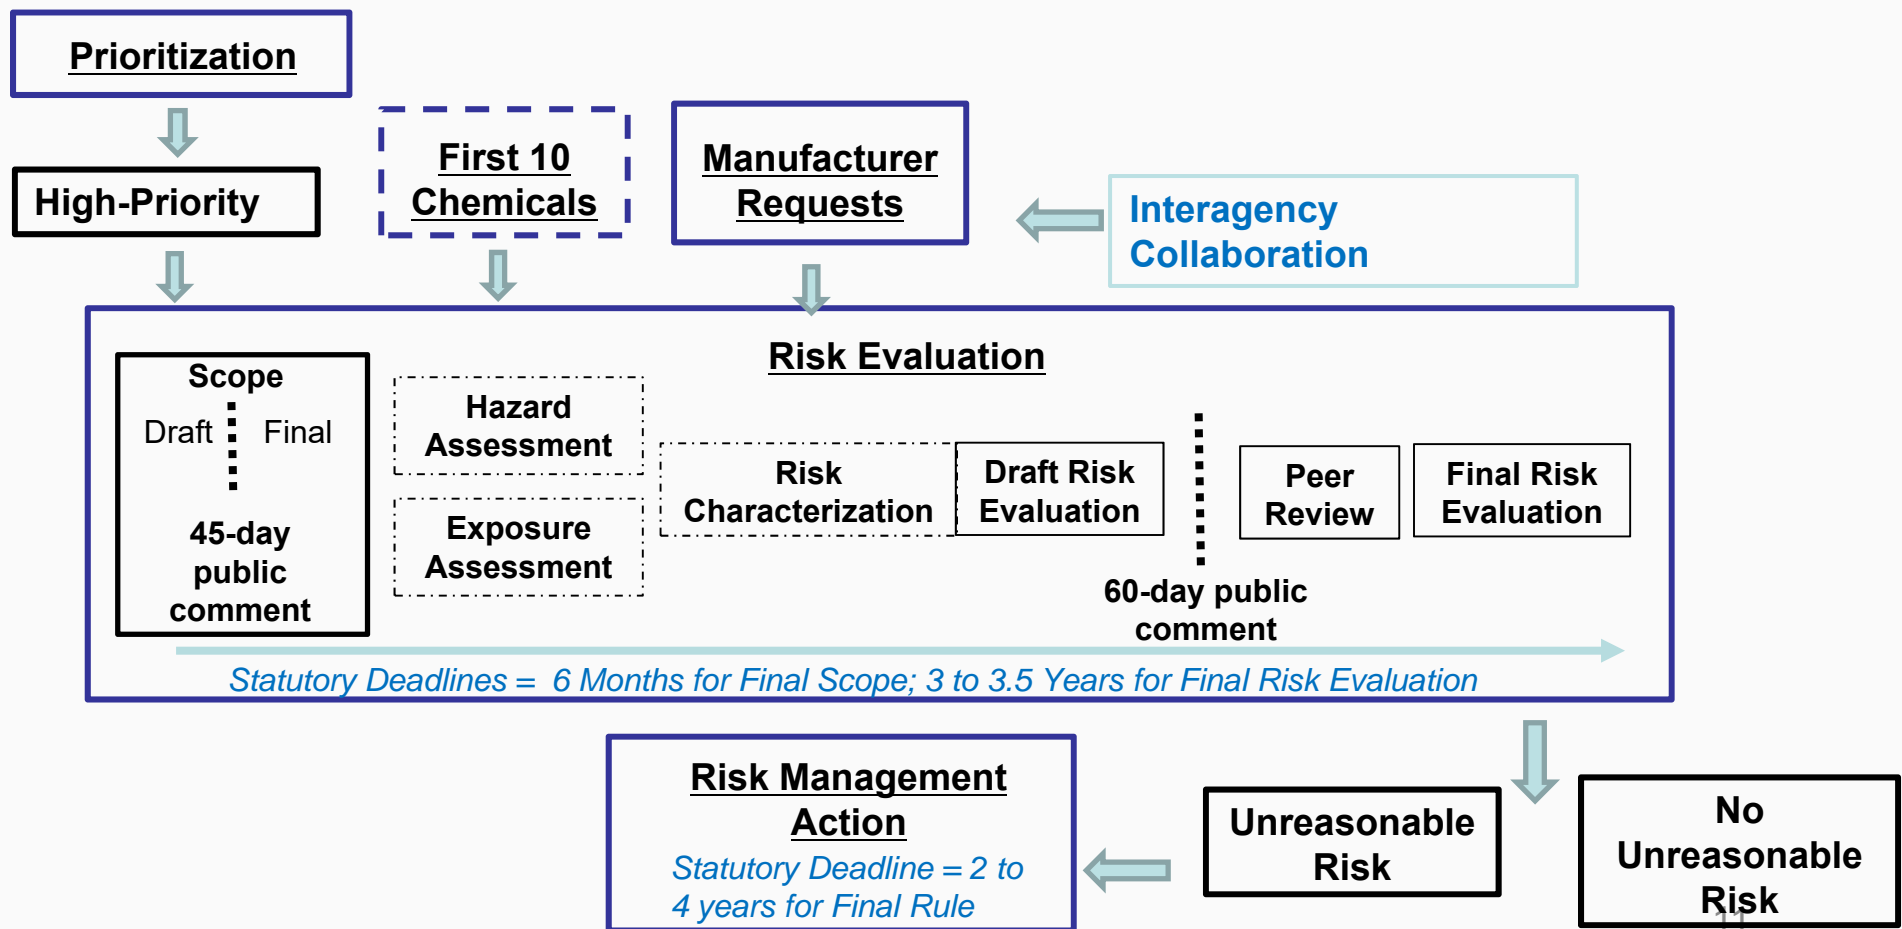 Prioritization
High-Priority
First 10
Chemicals
Manufacturer
Requests
Interagency
Collaboration
Risk Evaluation
Scope
Draft
Final
45-day
public
comment
Hazard
Assessment
Exposure
Assessment
Risk
Characterization
Draft Risk
Evaluation
60-day public
comment
Peer
Review
Final Risk
Evaluation
Statutory Deadlines = 6 Months for Final Scope; 3 to 3.5 Years for Final Risk Evaluation
Risk Management
Action
Statutory Deadline = 2 to
4 years for Final Rule
Unreasonable
Risk
No
Unreasonable
Risk
11